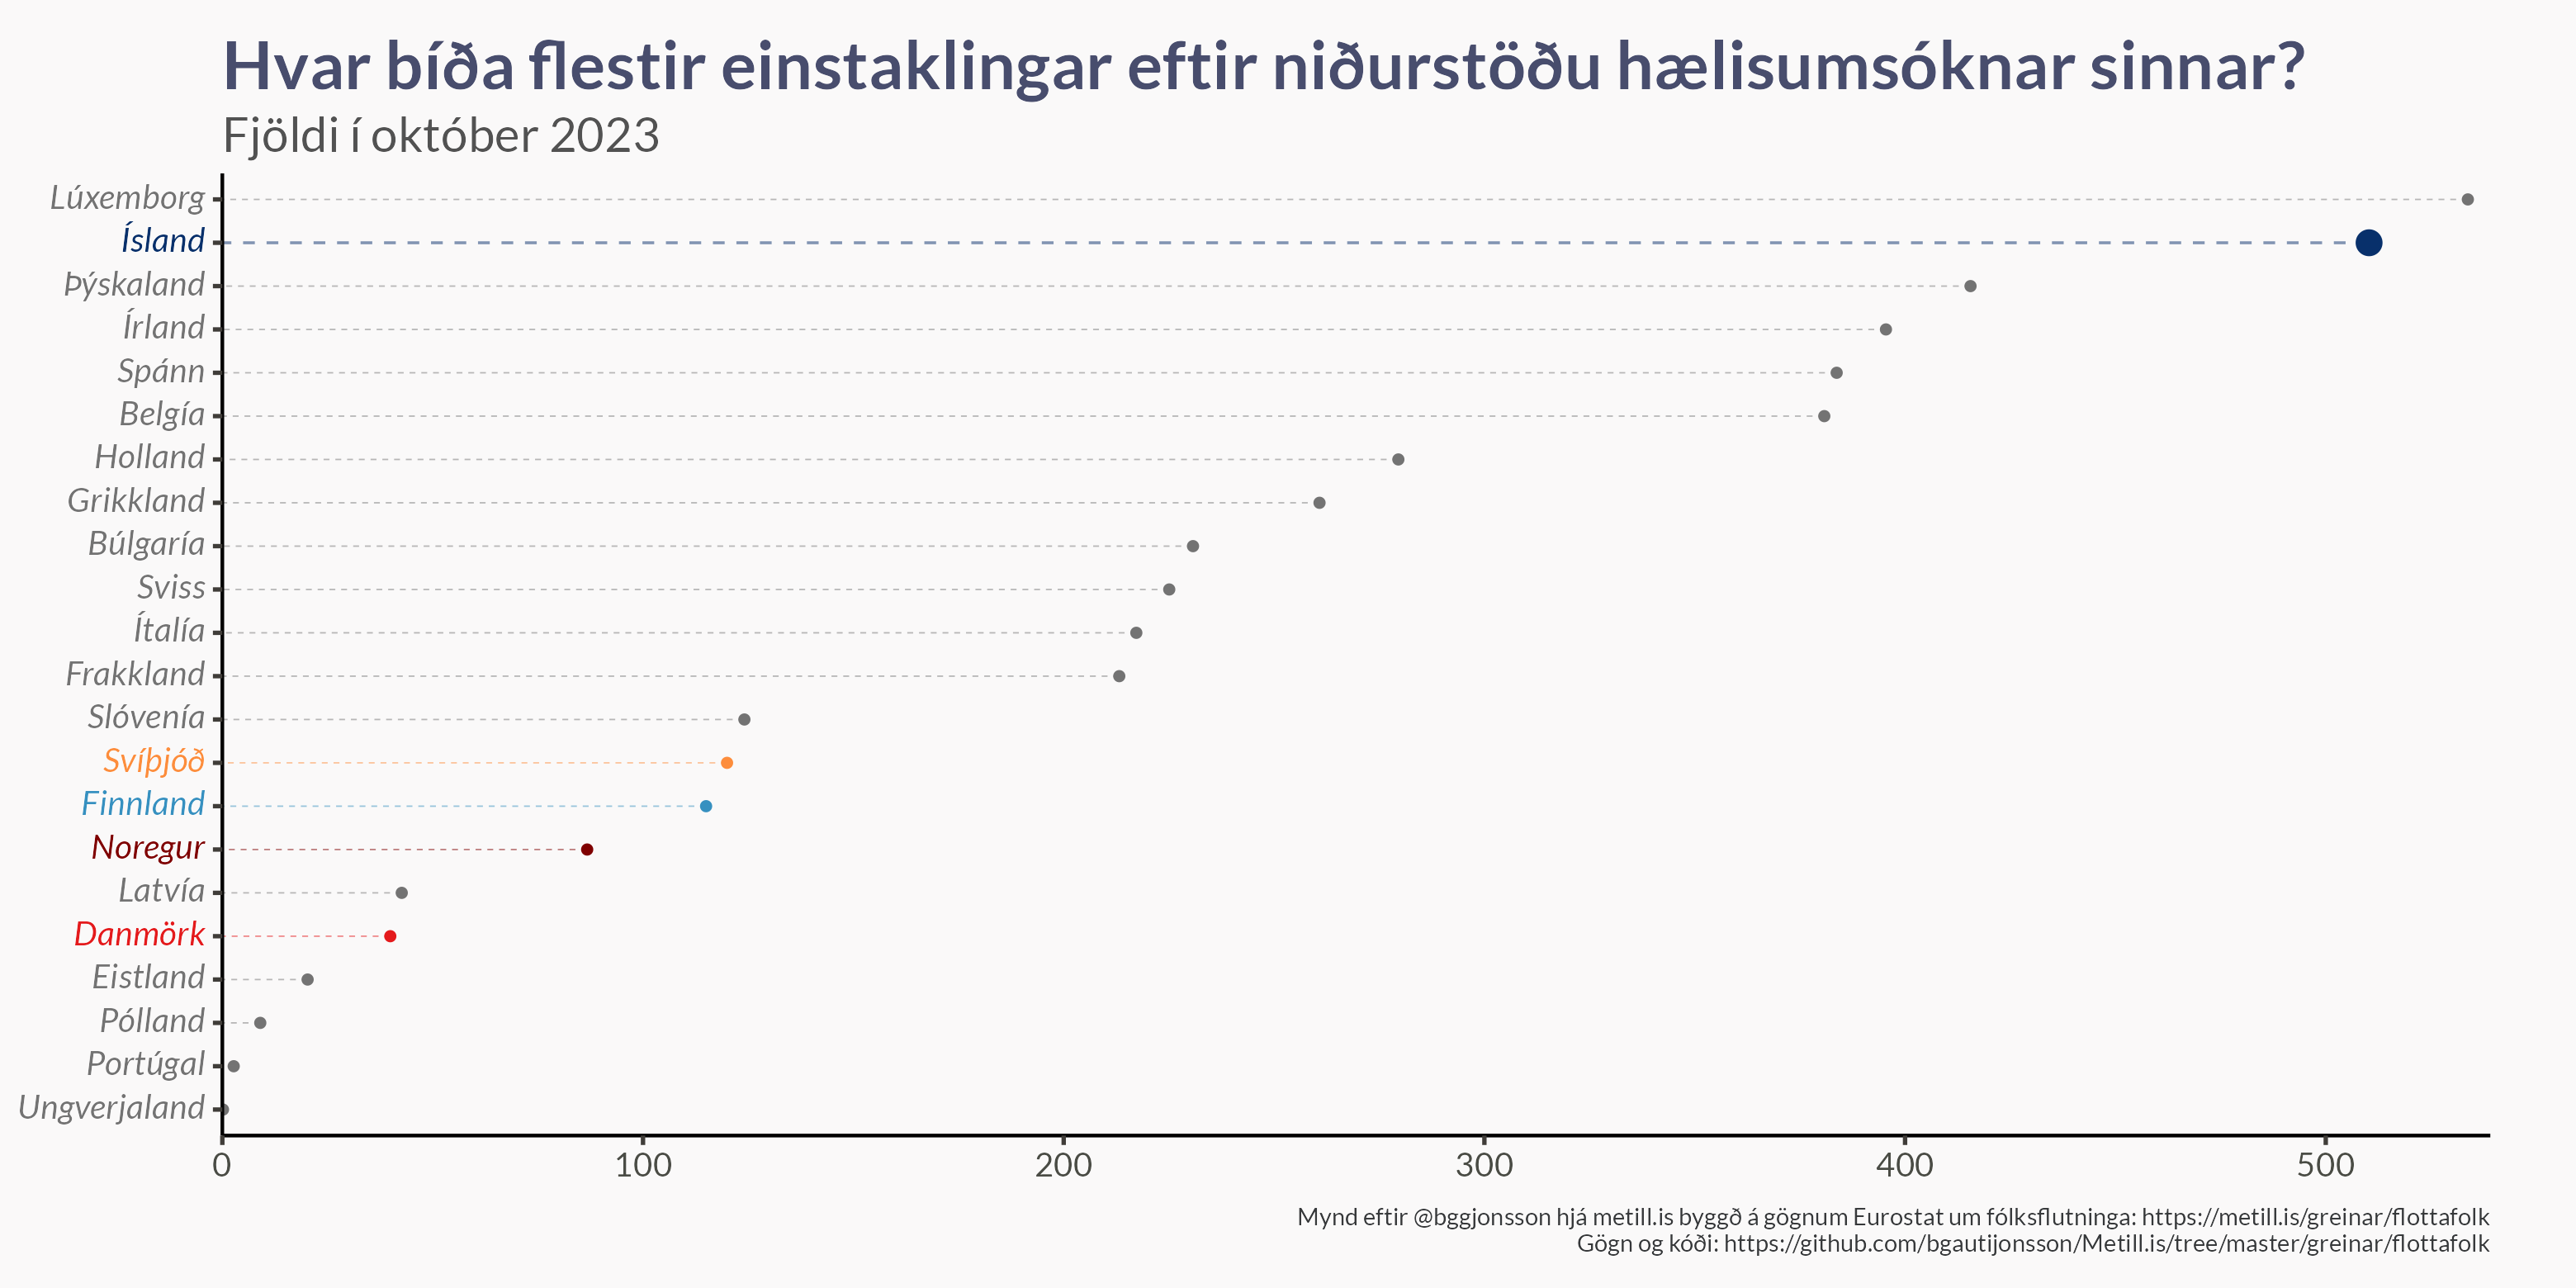 Hvar bíða flestir einstaklingar eftir niðurstöðu hælisumsóknar sinnar?
Fjöldi í október 2023
Lúxemborg
Ísland
Þýskaland
Írland
Spánn
Belgía
Holland
Grikkland
Búlgaría
Sviss
Ítalía
Frakkland
Slóvenía
Svíþjóð
Finnland
Noregur
Latvía
Danmörk
Eistland
Pólland
Portúgal
Ungverjaland
0 100 200 300 400 500
Mynd eftir @bggjonsson hjá metill.is byggð á gögnum Eurostat um fólksflutninga: https://metill.is/greinar/flottafolk
Gögn og kóði: https://github.com/bgautijonsson/Metill.is/tree/master/greinar/flottafolk